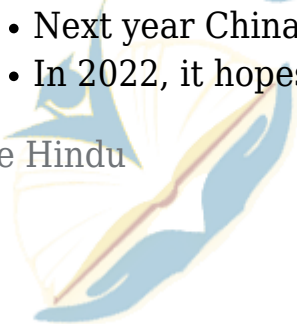 • Next year China
• In 2022, it hopes
e Hindu